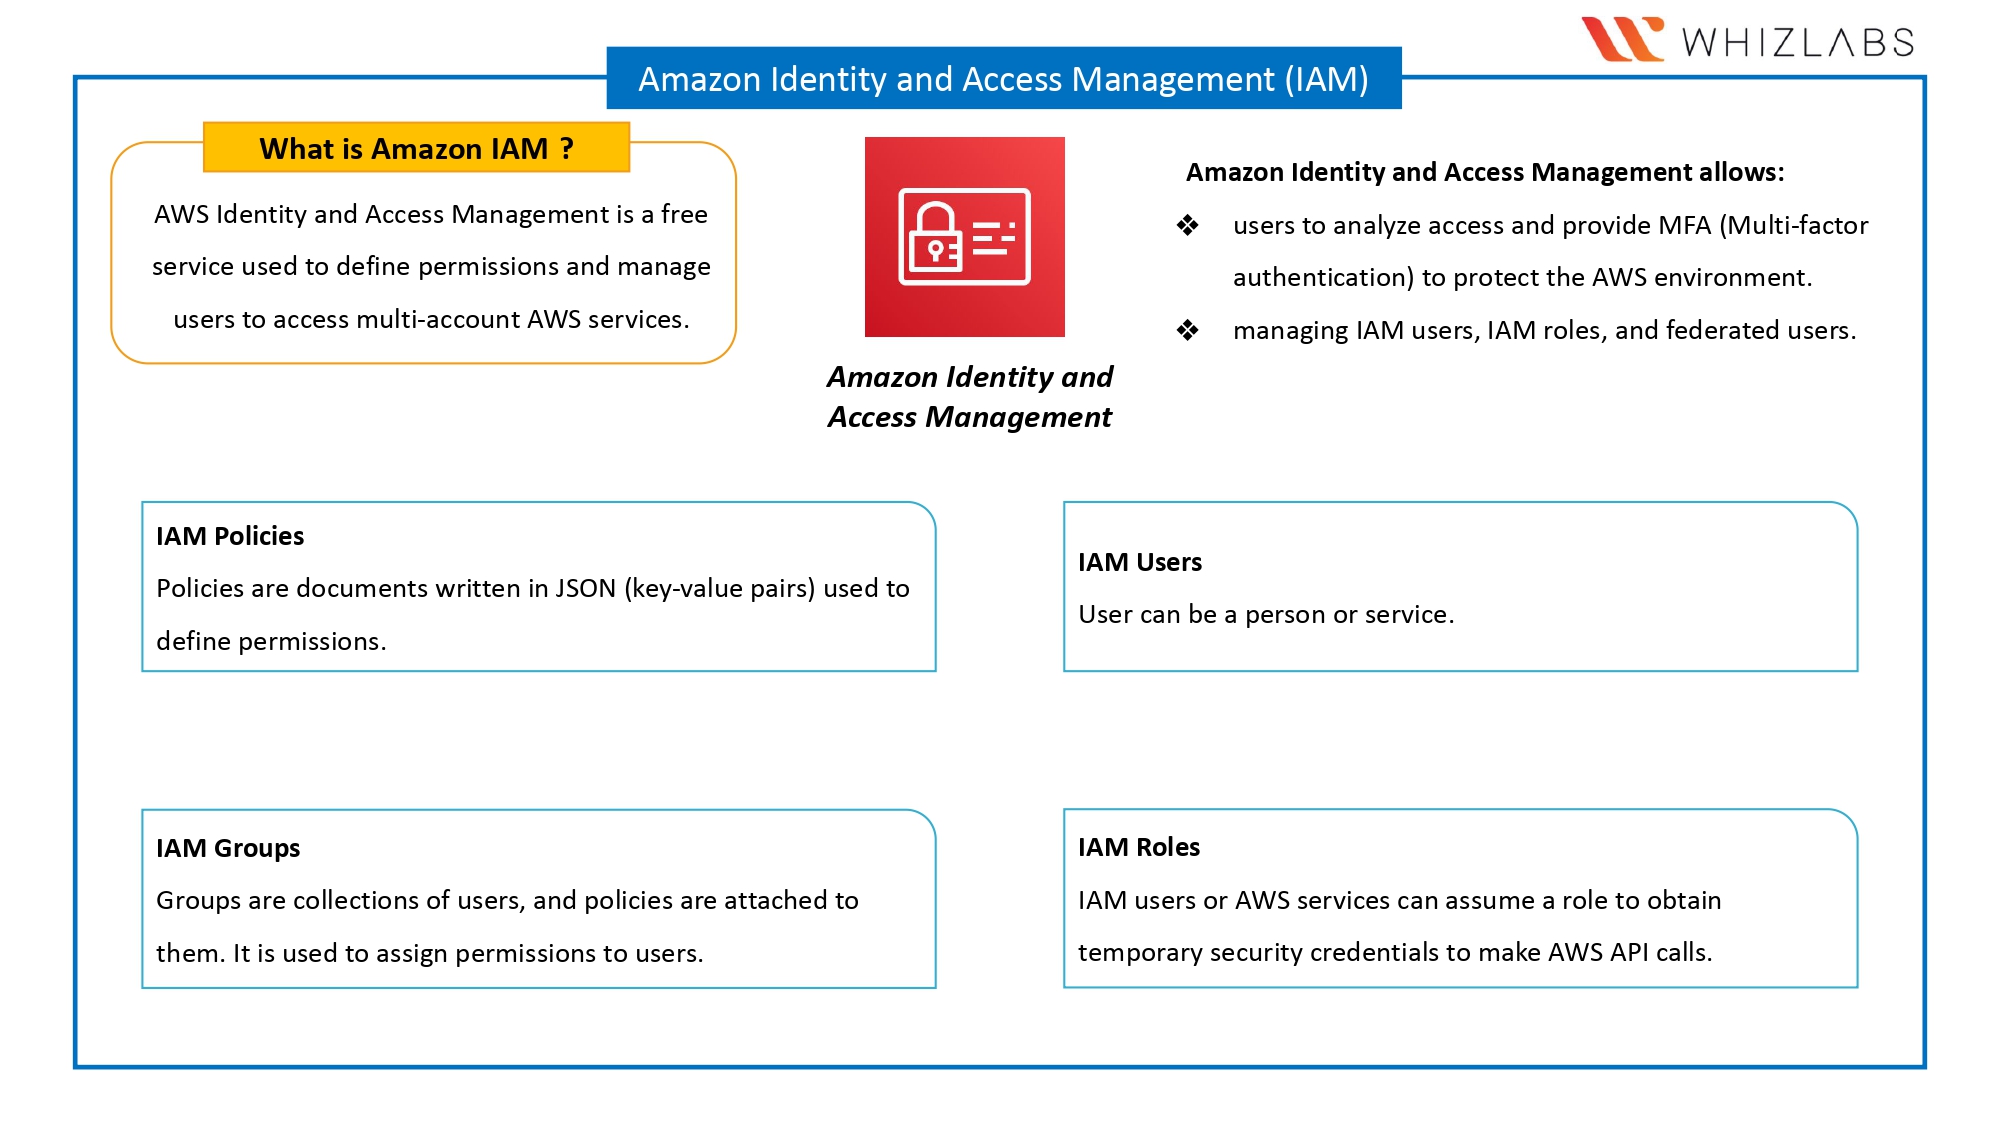 WHIZLABS
Amazon Identity and Access Management (IAM)
What is Amazon IAM ?
AWS Identity and Access Management is a free
service used to define permissions and manage
users to access multi-account AWS services.
Amazon Identity and
Access Management
Amazon Identity and Access Management allows:
❖ users to analyze access and provide MFA (Multi-factor
authentication) to protect the AWS environment.
❖ managing IAM users, IAM roles, and federated users.
IAM Policies
Policies are documents written in JSON (key-value pairs) used to
define permissions.
IAM Users
User can be a person or service.
IAM Groups
Groups are collections of users, and policies are attached to
them. It is used to assign permissions to users.
IAM Roles
IAM users or AWS services can assume a role to obtain
temporary security credentials to make AWS API calls.